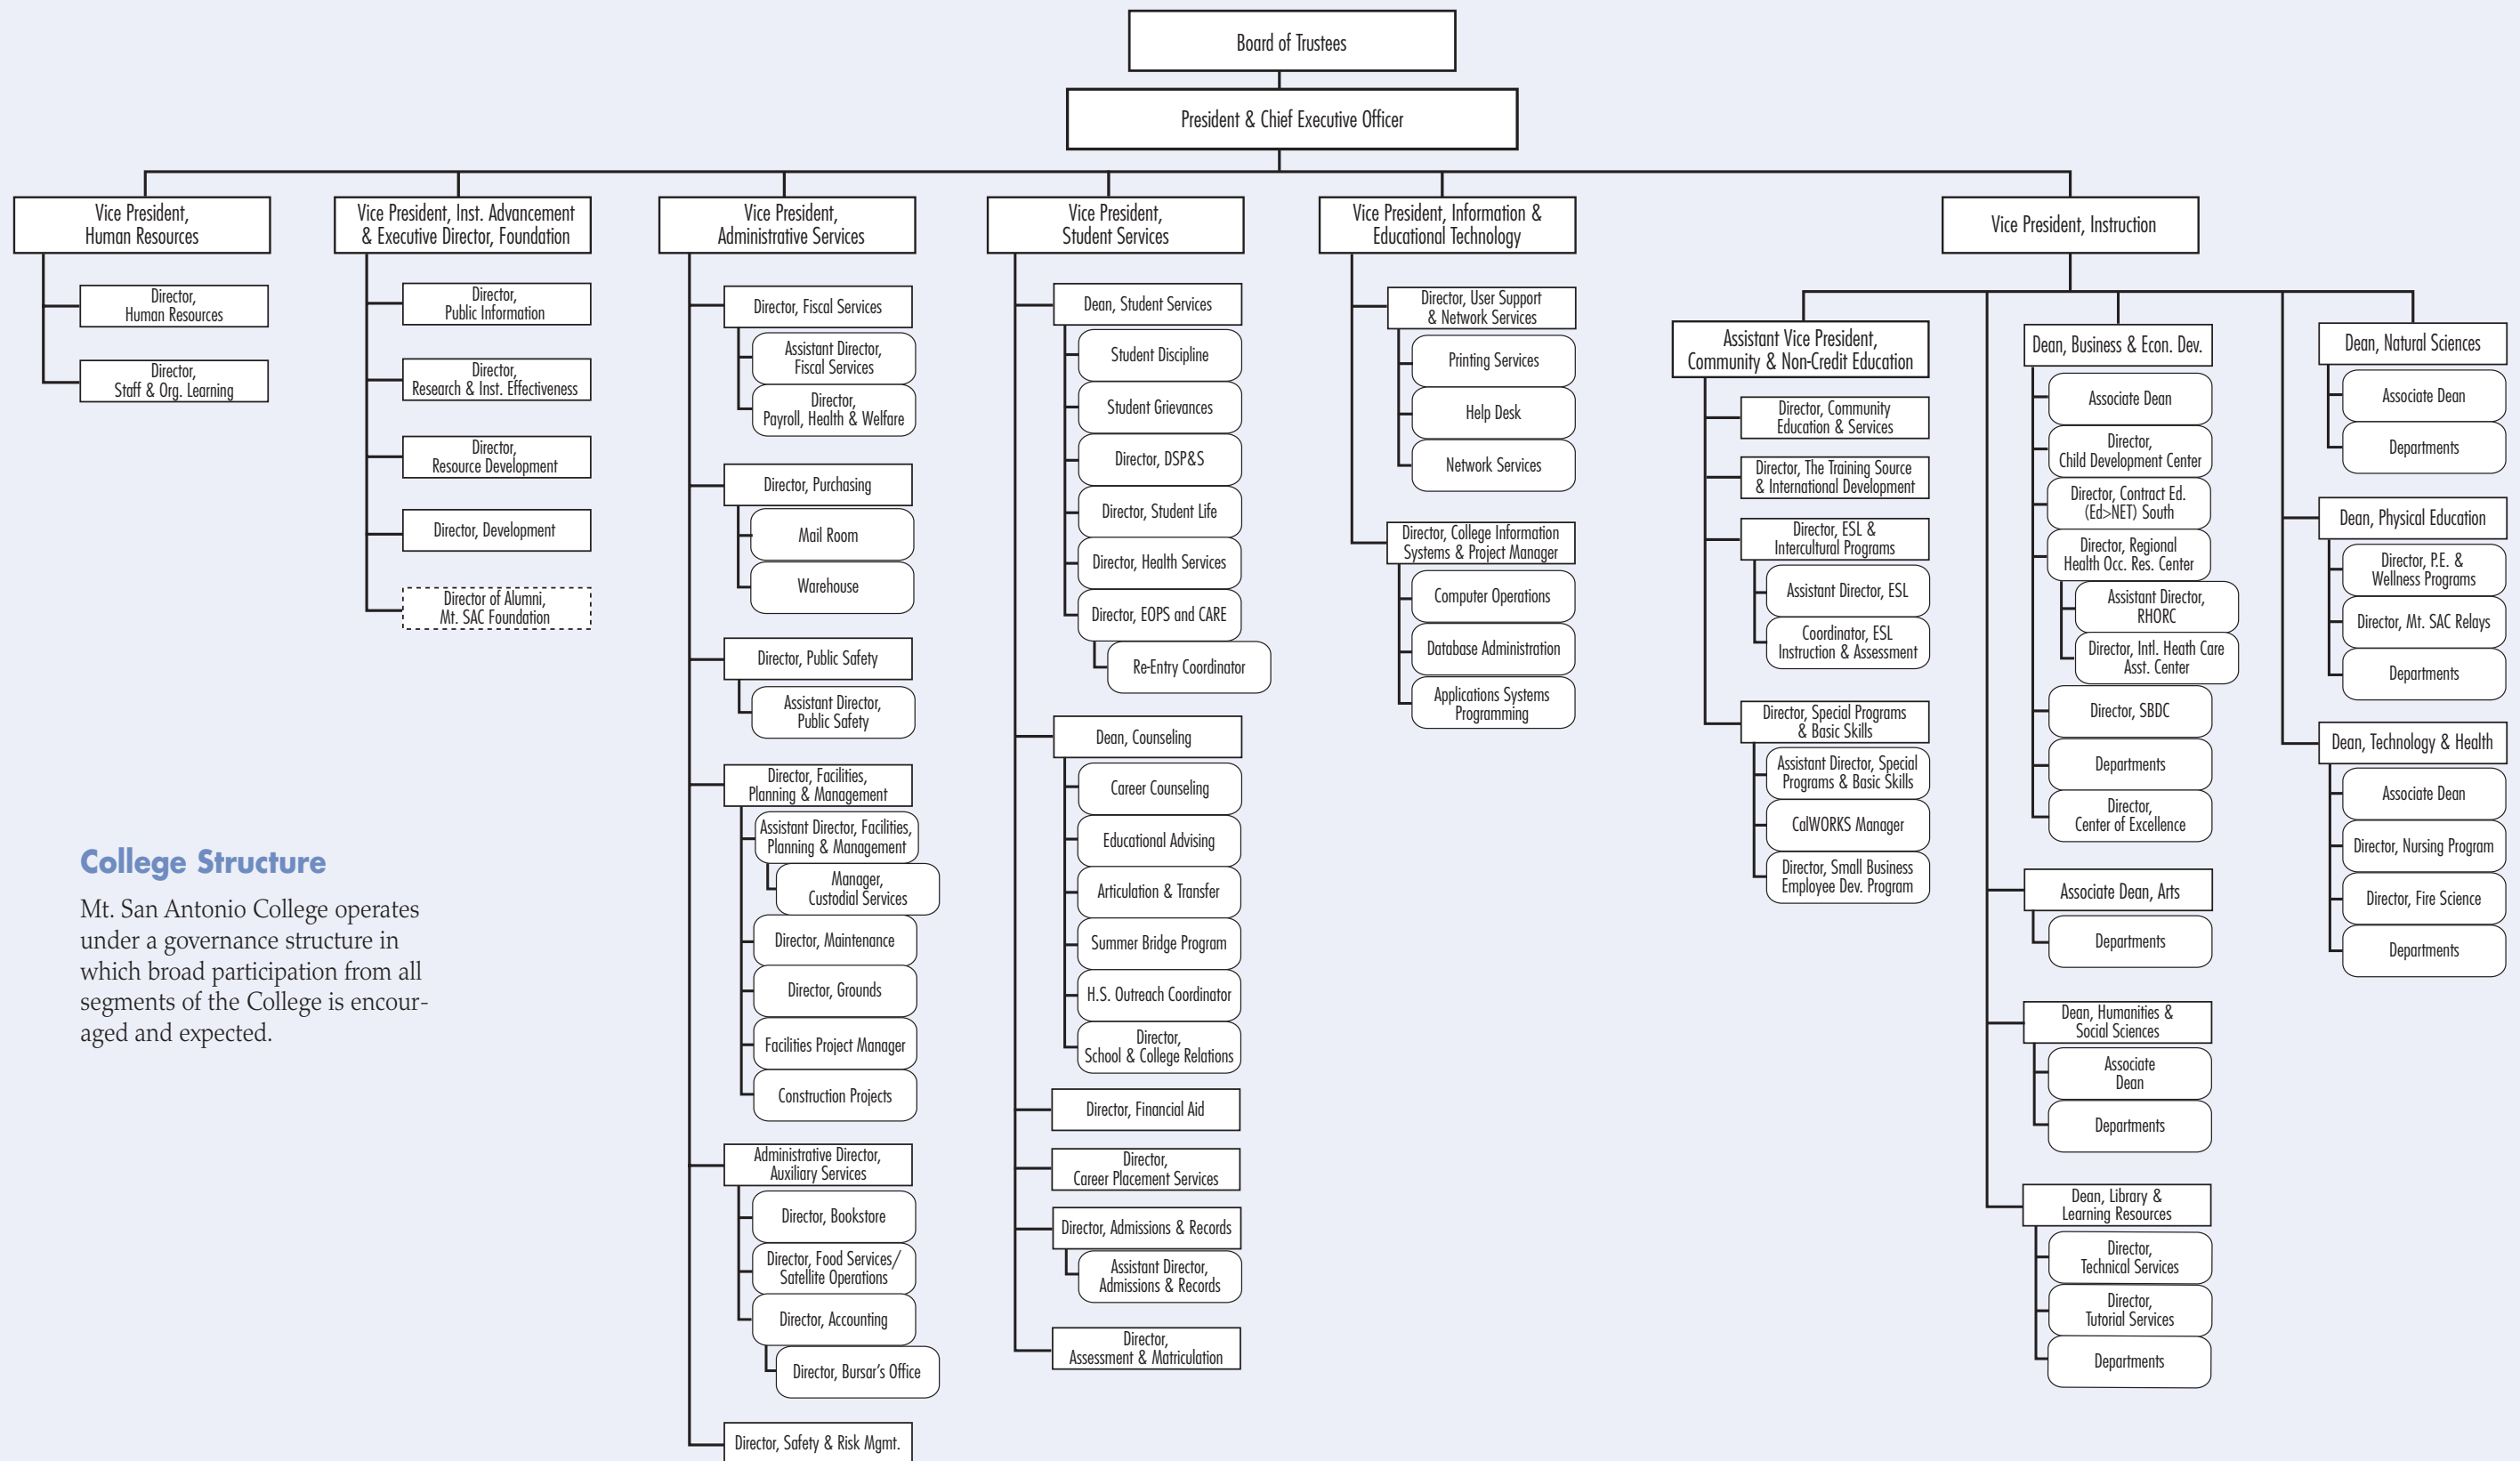 Board of Trustees
President & Chief Executive Officer
Vice President,
Human Resources
Director,
Human Resources
Director,
Staff & Org. Learning
Vice President, Inst. Advancement
& Executive Director, Foundation
Director,
Public Information
Director,
Research & Inst. Effectiveness
Director,
Resource Development
Director, Development
Director of Alumni,
Mt. SAC Foundation
Vice President,
Administrative Services
Director, Fiscal Services
Assistant Director,
Fiscal Services
Director,
Payroll, Health & Welfare
Director, Purchasing
Mail Room
Warehouse
Director, Public Safety
Assistant Director,
Public Safety
Director, Facilities,
Planning & Management
Assistant Director, Facilities,
Planning & Management
Manager,
Custodial Services
Director, Maintenance
Director, Grounds
Facilities Project Manager
Construction Projects
Administrative Director,
Auxiliary Services
Director, Bookstore
Director, Food Services/
Satellite Operations
Director, Accounting
Director, Bursar's Office
Director, Safety & Risk Mgmt.
Vice President,
Student Services
Dean, Student Services
Student Discipline
Student Grievances
Director, DSP&S
Director, Student Life
Director, Health Services
Director, EOPS and CARE
Re-Entry Coordinator
Dean, Counseling
Career Counseling
Educational Advising
Articulation & Transfer
Summer Bridge Program
H.S. Outreach Coordinator
Director,
School & College Relations
Director, Financial Aid
Director,
Career Placement Services
Director, Admissions & Records
Assistant Director,
Admissions & Records
Director,
Assessment & Matriculation
Vice President, Information &
Educational Technology
Director, User Support
& Network Services
Printing Services
Help Desk
Network Services
Director, College Information
Systems & Project Manager
Computer Operations
Database Administration
Applications Systems
Programming
Vice President, Instruction
Assistant Vice President,
Community & Non-Credit Education
Director, Community
Education & Services
Director, The Training Source
& International Development
Director, ESL &
Intercultural Programs
Assistant Director, ESL
Coordinator, ESL
Instruction & Assessment
Director, Special Programs
& Basic Skills
Assistant Director, Special
Programs & Basic Skills
CalWORKS Manager
Director, Small Business
Employee Dev. Program
Dean, Business & Econ. Dev.
Associate Dean
Director,
Child Development Center
Director, Contract Ed.
(Ed>NET) South
Director, Regional
Health Occ. Res. Center
Assistant Director,
RHORC
Director, Intl. Heath Care
Asst. Center
Director, SBDC
Departments
Director,
Center of Excellence
Associate Dean, Arts
Departments
Dean, Humanities &
Social Sciences
Associate
Dean
Departments
Dean, Library &
Learning Resources
Director,
Technical Services
Director,
Tutorial Services
Departments
Dean, Natural Sciences
Associate Dean
Departments
Dean, Physical Education
Director, P.E. &
Wellness Programs
Director, Mt. SAC Relays
Departments
Dean, Technology & Health
Associate Dean
Director, Nursing Program
Director, Fire Science
Departments
College Structure
Mt. San Antonio College operates
under a governance structure in
which broad participation from all
segments of the College is encour-
aged and expected.